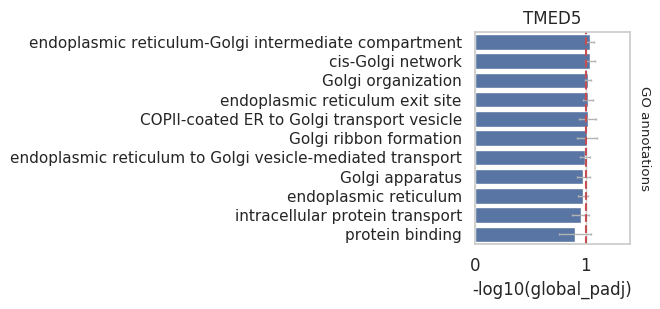 TMED5
endoplasmic reticulum-Golgi intermediate compartment
cis-Golgi network
Golgi organization
endoplasmic reticulum exit site
COPII-coated ER to Golgi transport vesicle
Golgi ribbon formation
endoplasmic reticulum to Golgi vesicle-mediated transport
Golgi apparatus
endoplasmic reticulum
intracellular protein transport
protein binding
GO annotations
0 1
-log10(global_padj)